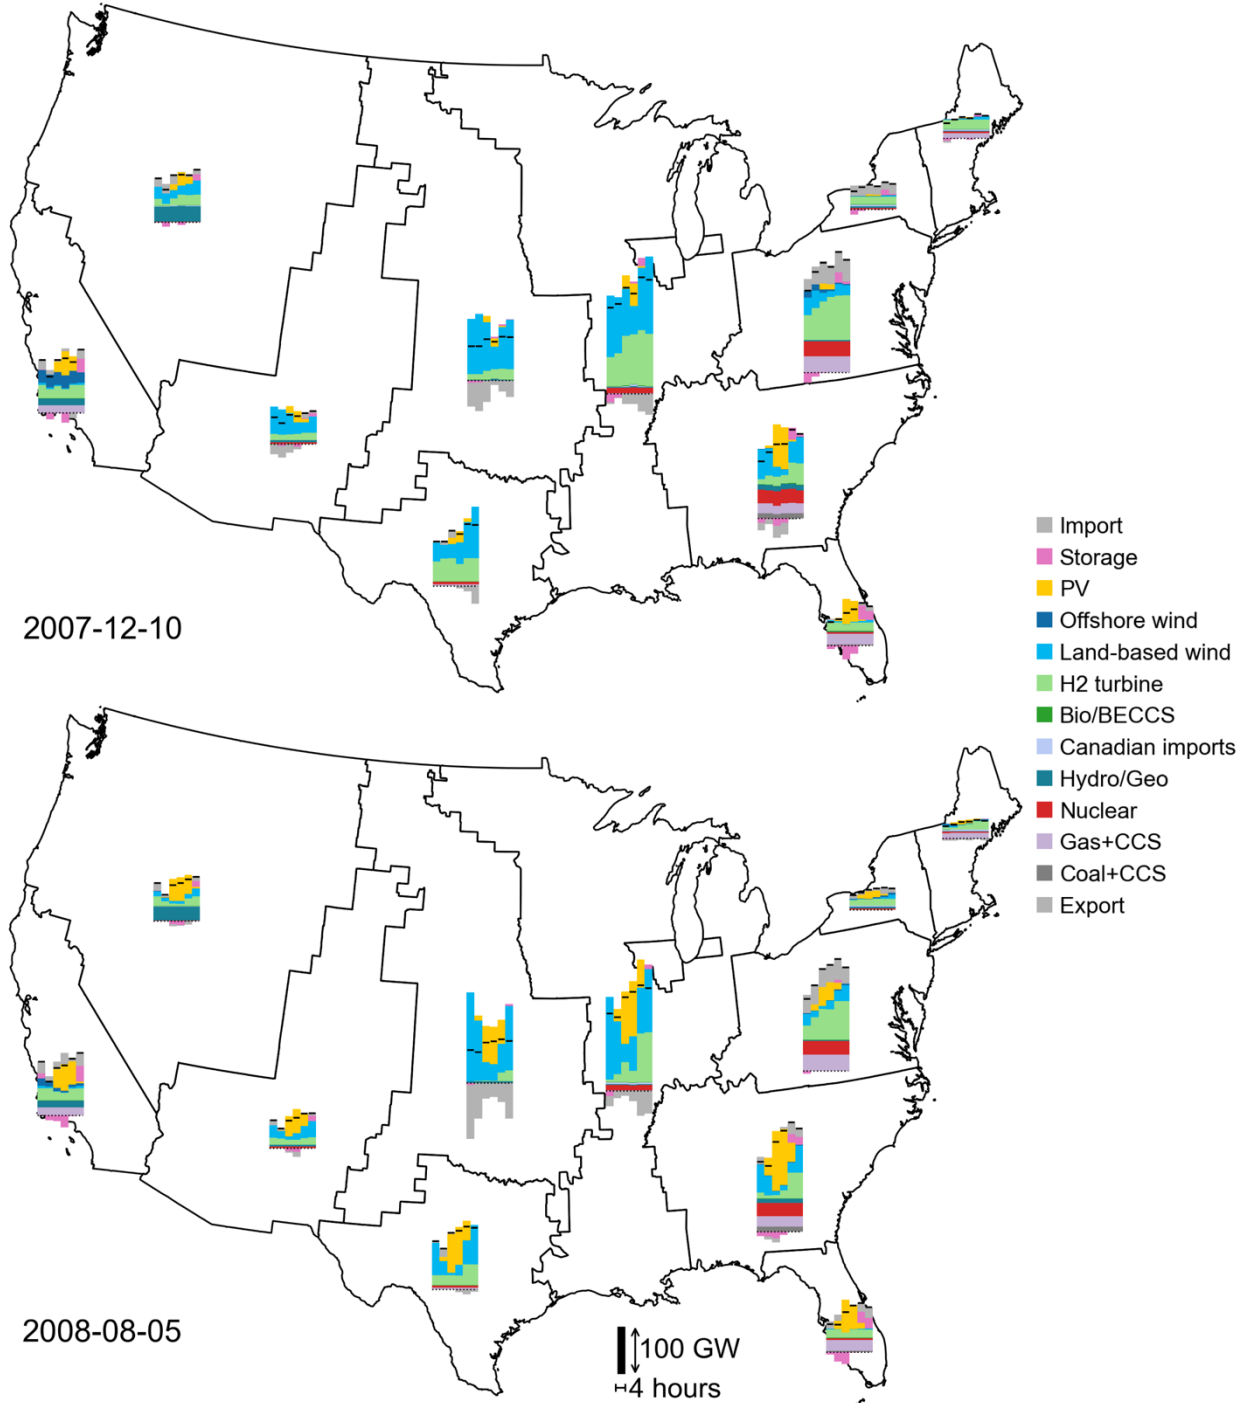 2007-12-10
Import
Storage
PV
Offshore wind
Land-based wind
H2 turbine
Bio/BECCS
Canadian imports
Hydro/Geo
Nuclear
Gas+CCS
Coal+CCS
Export
2008-08-05
100 GW
4 hours